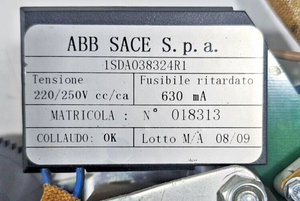 ABB SACE S.p.a.
1SDA038324R1
Tensione Fusibile ritardato
220/250V cc/ca 630 mA
MATRICOLA: N° 018313
COLLAUDO: OK Lotto M/A 08/09